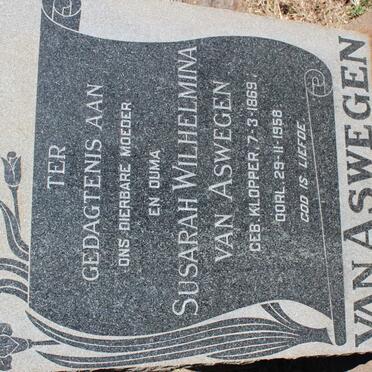 TER
GEDAGTENIS AAN
ONS DIERBARE MOEDER
EN OUMA
SUSARAH WILHELMINA
VAN ASWEGEN
GEB. KLOPPER 7-3-1869
OORL. 29-11-1958
GOD IS LIEFDE.
VAN ASWEGEN